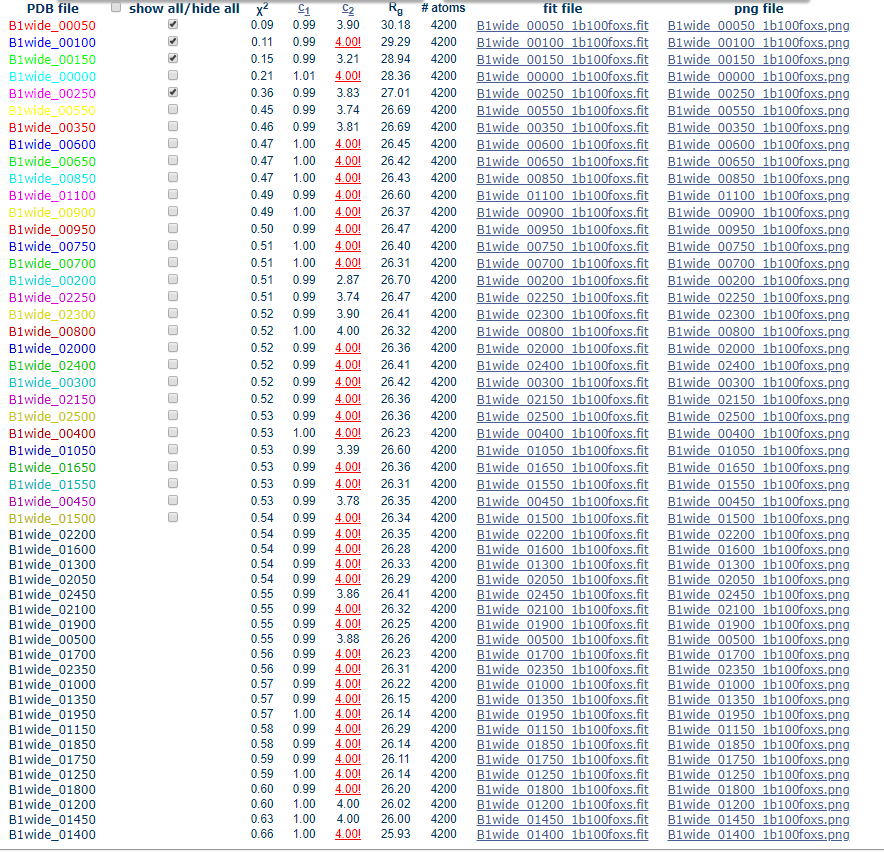 PDB file show all/hide all χ2 c1 c2 Rg # atoms fit file png file
B1wide_00050 0.09 0.99 3.90 30.18 4200 B1wide_00050_1b100foxs.fit B1wide_00050_1b100foxs.png
B1wide_00100 0.11 0.99 4.00! 29.29 4200 B1wide_00100_1b100foxs.fit B1wide_00100_1b100foxs.png
B1wide_00150 0.15 0.99 3.21 28.94 4200 B1wide_00150_1b100foxs.fit B1wide_00150_1b100foxs.png
B1wide_00000 0.21 1.01 4.00! 28.36 4200 B1wide_00000_1b100foxs.fit B1wide_00000_1b100foxs.png
B1wide_00250 0.36 0.99 3.83 27.01 4200 B1wide_00250_1b100foxs.fit B1wide_00250_1b100foxs.png
B1wide_00550 0.45 0.99 3.74 26.69 4200 B1wide_00550_1b100foxs.fit B1wide_00550_1b100foxs.png
B1wide_00350 0.46 0.99 3.81 26.69 4200 B1wide_00350_1b100foxs.fit B1wide_00350_1b100foxs.png
B1wide_00600 0.47 1.00 4.00! 26.45 4200 B1wide_00600_1b100foxs.fit B1wide_00600_1b100foxs.png
B1wide_00650 0.47 1.00 4.00! 26.42 4200 B1wide_00650_1b100foxs.fit B1wide_00650_1b100foxs.png
B1wide_00850 0.47 1.00 4.00! 26.43 4200 B1wide_00850_1b100foxs.fit B1wide_00850_1b100foxs.png
B1wide_01100 0.49 0.99 4.00! 26.60 4200 B1wide_01100_1b100foxs.fit B1wide_01100_1b100foxs.png
B1wide_00900 0.49 1.00 4.00! 26.37 4200 B1wide_00900_1b100foxs.fit B1wide_00900_1b100foxs.png
B1wide_00950 0.50 0.99 4.00! 26.47 4200 B1wide_00950_1b100foxs.fit B1wide_00950_1b100foxs.png
B1wide_00750 0.51 1.00 4.00! 26.40 4200 B1wide_00750_1b100foxs.fit B1wide_00750_1b100foxs.png
B1wide_00700 0.51 1.00 4.00! 26.31 4200 B1wide_00700_1b100foxs.fit B1wide_00700_1b100foxs.png
B1wide_00200 0.51 0.99 2.87 26.70 4200 B1wide_00200_1b100foxs.fit B1wide_00200_1b100foxs.png
B1wide_02250 0.51 0.99 3.74 26.47 4200 B1wide_02250_1b100foxs.fit B1wide_02250_1b100foxs.png
B1wide_02300 0.52 0.99 3.90 26.41 4200 B1wide_02300_1b100foxs.fit B1wide_02300_1b100foxs.png
B1wide_00800 0.52 1.00 4.00 26.32 4200 B1wide_00800_1b100foxs.fit B1wide_00800_1b100foxs.png
B1wide_02000 0.52 0.99 4.00! 26.36 4200 B1wide_02000_1b100foxs.fit B1wide_02000_1b100foxs.png
B1wide_02400 0.52 0.99 4.00! 26.41 4200 B1wide_02400_1b100foxs.fit B1wide_02400_1b100foxs.png
B1wide_00300 0.52 0.99 4.00! 26.42 4200 B1wide_00300_1b100foxs.fit B1wide_00300_1b100foxs.png
B1wide_02150 0.52 0.99 4.00! 26.36 4200 B1wide_02150_1b100foxs.fit B1wide_02150_1b100foxs.png
B1wide_02500 0.53 0.99 4.00! 26.36 4200 B1wide_02500_1b100foxs.fit B1wide_02500_1b100foxs.png
B1wide_00400 0.53 1.00 4.00! 26.23 4200 B1wide_00400_1b100foxs.fit B1wide_00400_1b100foxs.png
B1wide_01050 0.53 0.99 3.39 26.60 4200 B1wide_01050_1b100foxs.fit B1wide_01050_1b100foxs.png
B1wide_01650 0.53 0.99 4.00! 26.36 4200 B1wide_01650_1b100foxs.fit B1wide_01650_1b100foxs.png
B1wide_01550 0.53 0.99 4.00! 26.31 4200 B1wide_01550_1b100foxs.fit B1wide_01550_1b100foxs.png
B1wide_00450 0.53 0.99 3.78 26.35 4200 B1wide_00450_1b100foxs.fit B1wide_00450_1b100foxs.png
B1wide_01500 0.54 0.99 4.00! 26.34 4200 B1wide_01500_1b100foxs.fit B1wide_01500_1b100foxs.png
B1wide_02200 0.54 0.99 4.00! 26.35 4200 B1wide_02200_1b100foxs.fit B1wide_02200_1b100foxs.png
B1wide_01600 0.54 0.99 4.00! 26.28 4200 B1wide_01600_1b100foxs.fit B1wide_01600_1b100foxs.png
B1wide_01300 0.54 0.99 4.00! 26.33 4200 B1wide_01300_1b100foxs.fit B1wide_01300_1b100foxs.png
B1wide_02050 0.54 0.99 4.00! 26.29 4200 B1wide_02050_1b100foxs.fit B1wide_02050_1b100foxs.png
B1wide_02450 0.55 0.99 3.86 26.41 4200 B1wide_02450_1b100foxs.fit B1wide_02450_1b100foxs.png
B1wide_02100 0.55 0.99 4.00! 26.32 4200 B1wide_02100_1b100foxs.fit B1wide_02100_1b100foxs.png
B1wide_01900 0.55 0.99 4.00! 26.25 4200 B1wide_01900_1b100foxs.fit B1wide_01900_1b100foxs.png
B1wide_00500 0.55 0.99 3.88 26.26 4200 B1wide_00500_1b100foxs.fit B1wide_00500_1b100foxs.png
B1wide_01700 0.56 0.99 4.00! 26.23 4200 B1wide_01700_1b100foxs.fit B1wide_01700_1b100foxs.png
B1wide_02350 0.56 0.99 4.00! 26.31 4200 B1wide_02350_1b100foxs.fit B1wide_02350_1b100foxs.png
B1wide_01000 0.57 0.99 4.00! 26.22 4200 B1wide_01000_1b100foxs.fit B1wide_01000_1b100foxs.png
B1wide_01350 0.57 0.99 4.00! 26.15 4200 B1wide_01350_1b100foxs.fit B1wide_01350_1b100foxs.png
B1wide_01950 0.57 1.00 4.00! 26.14 4200 B1wide_01950_1b100foxs.fit B1wide_01950_1b100foxs.png
B1wide_01150 0.58 0.99 4.00! 26.29 4200 B1wide_01150_1b100foxs.fit B1wide_01150_1b100foxs.png
B1wide_01850 0.58 0.99 4.00! 26.14 4200 B1wide_01850_1b100foxs.fit B1wide_01850_1b100foxs.png
B1wide_01750 0.59 0.99 4.00! 26.11 4200 B1wide_01750_1b100foxs.fit B1wide_01750_1b100foxs.png
B1wide_01250 0.59 1.00 4.00! 26.14 4200 B1wide_01250_1b100foxs.fit B1wide_01250_1b100foxs.png
B1wide_01800 0.60 0.99 4.00! 26.20 4200 B1wide_01800_1b100foxs.fit B1wide_01800_1b100foxs.png
B1wide_01200 0.60 1.00 4.00 26.02 4200 B1wide_01200_1b100foxs.fit B1wide_01200_1b100foxs.png
B1wide_01450 0.63 1.00 4.00 26.00 4200 B1wide_01450_1b100foxs.fit B1wide_01450_1b100foxs.png
B1wide_01400 0.66 1.00 4.00! 25.93 4200 B1wide_01400_1b100foxs.fit B1wide_01400_1b100foxs.png